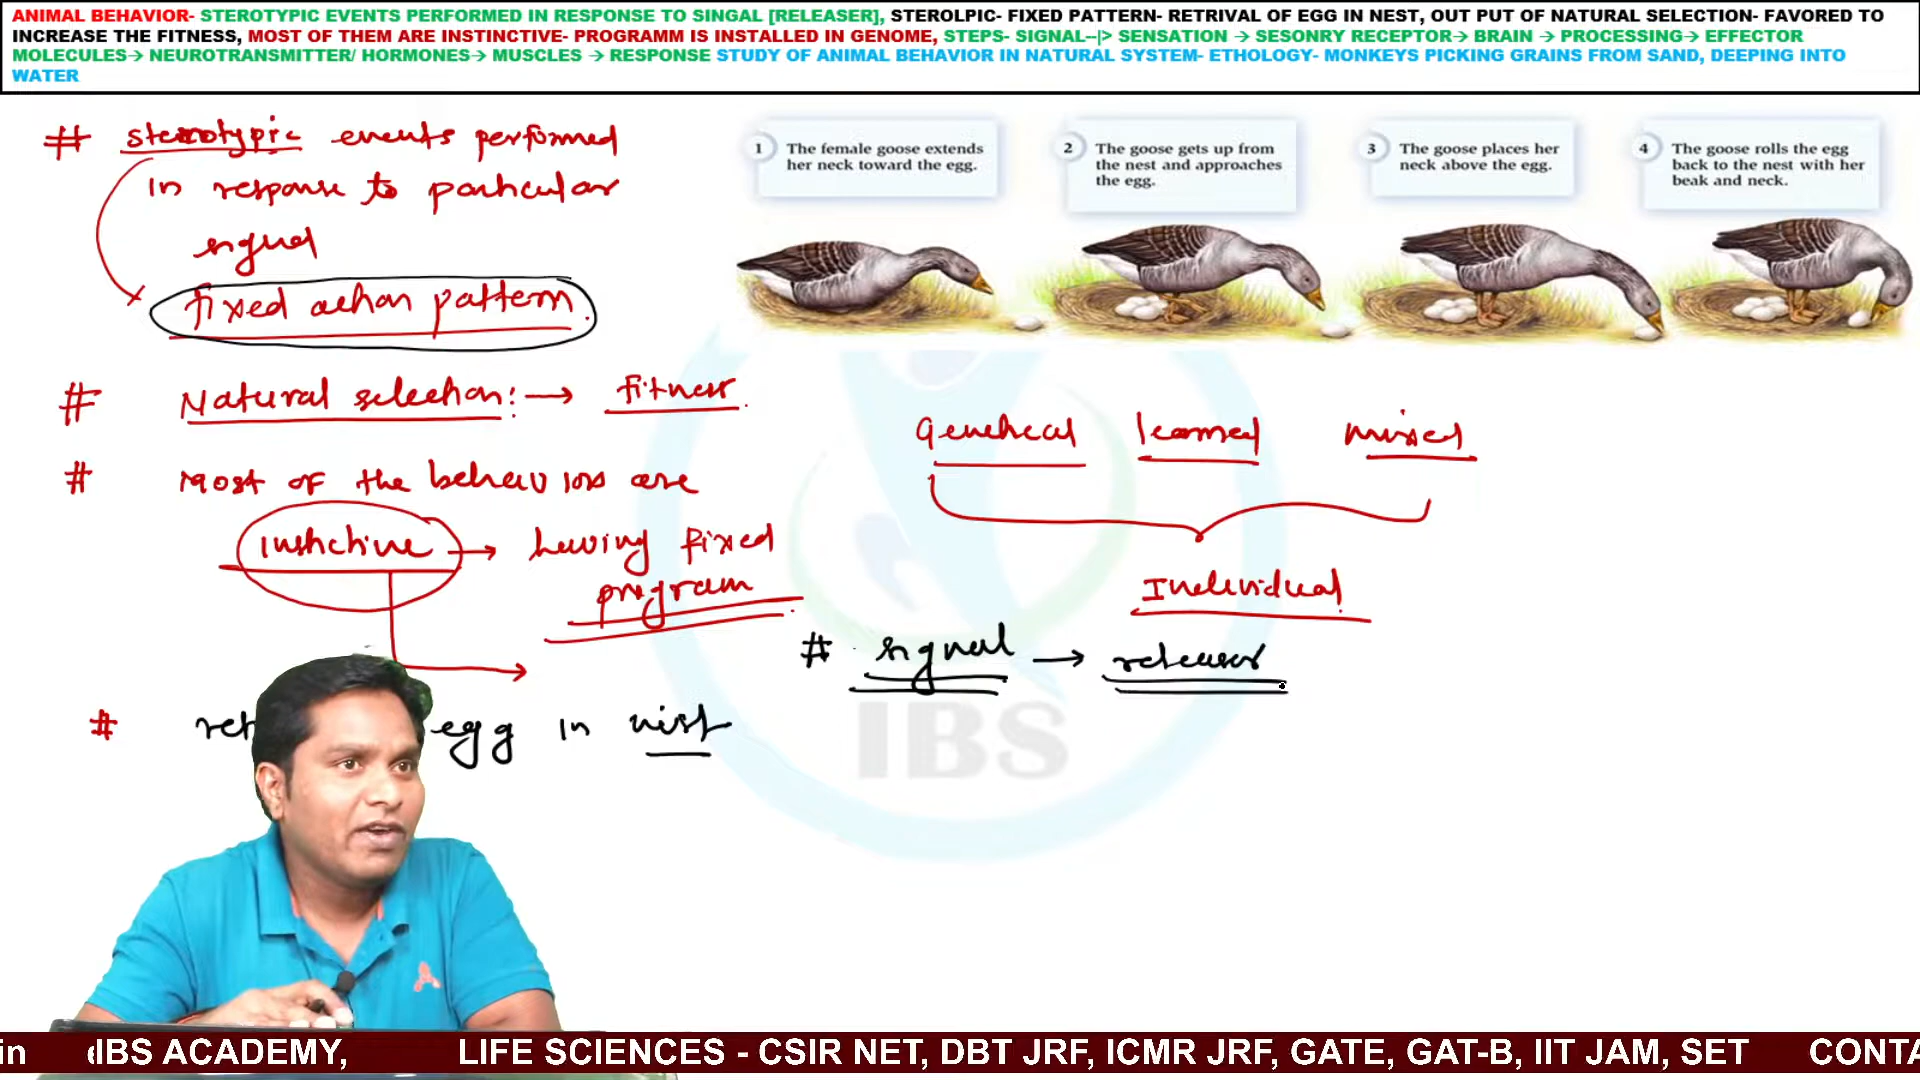 ANIMAL BEHAVIOR- STEROTYPIC EVENTS PERFORMED IN RESPONSE TO SINGAL [RELEASER], STEROLPIC- FIXED PATTERN- RETRIVAL OF EGG IN NEST, OUT PUT OF NATURAL SELECTION- FAVORED TO
INCREASE THE FITNESS, MOST OF THEM ARE INSTINCTIVE- PROGRAMM IS INSTALLED IN GENOME, STEPS- SIGNAL--|> SENSATION → SESONRY RECEPTOR→ BRAIN → PROCESSING→ EFFECTOR
MOLECULES→ NEUROTRANSMITTER/ HORMONES→ MUSCLES → RESPONSE STUDY OF ANIMAL BEHAVIOR IN NATURAL SYSTEM- ETHOLOGY- MONKEYS PICKING GRAINS FROM SAND, DEEPING INTO
WATER
# sterotypic events performed
in response to particular
signal
fixed action pattern.
# Natural selection: → fitness.
# Most of the behaviors are
instictive → having fixed
program
# egg in nest
1 The female goose extends
her neck toward the egg.
2 The goose gets up from
the nest and approaches
the egg.
3 The goose places her
neck above the egg.
4 The goose rolls the egg
back to the nest with her
beak and neck.
genetical learned mixed
Individual
# signal → releaser
IBS
in IBS ACADEMY, LIFE SCIENCES - CSIR NET, DBT JRF, ICMR JRF, GATE, GAT-B, IIT JAM, SET CONTA